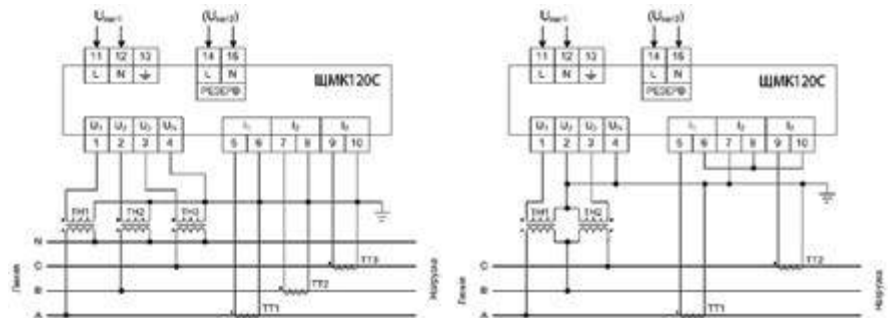 Uпит1 (Uпит2)
11 12 13 14 15
L N L N
РЕЗЕРВ
ЩМК120С
U1 U2 U3 UN I1 I2 I3
1 2 3 4 5 6 7 8 9 10
ТН1 ТН2 ТН3
N
C ТТ3
B ТТ2
A ТТ1
Линия
Нагрузка
Uпит1 (Uпит2)
11 12 13 14 15
L N L N
РЕЗЕРВ
ЩМК120С
U1 U2 U3 UN I1 I2 I3
1 2 3 4 5 6 7 8 9 10
ТН1 ТН2
C ТТ2
B
A ТТ1
Линия
Нагрузка